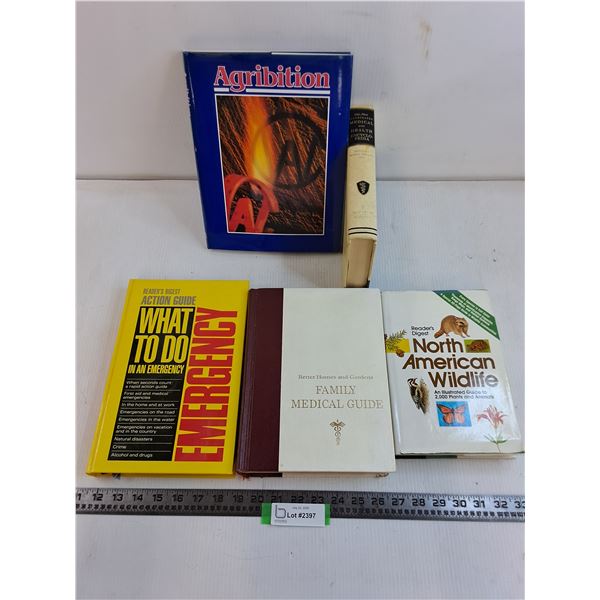 Agribition
MEDICAL
HEALTH
READER'S DIGEST
ACTION GUIDE
WHAT
TO DO
IN AN EMERGENCY
When seconds count:
a rapid action guide
First aid and medical
emergencies
In the home and at work
Emergencies on the road
Emergencies in the water
Emergencies on vacation
and in the country
Natural disasters
Crime
Alcohol and drugs
EMERGENCY
Better Homes and Gardens
FAMILY
MEDICAL GUIDE
Reader's
Digest
North
American
Wildlife
An Illustrated Guide to
2,000 Plants and Animals
12 13 14 15 16 17 18 19 20 21 22 23 24 25 26 27 28 29 30 31 32 33
Lot #2397